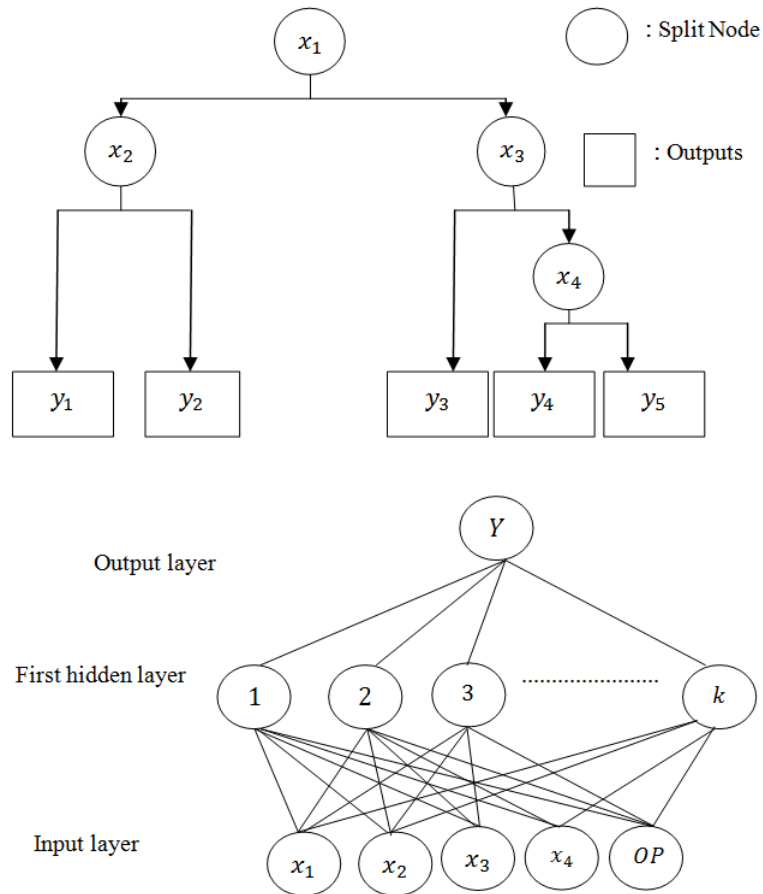 x₁
: Split Node
x₂
x₃
: Outputs
x₄
y₁
y₂
y₃
y₄
y₅
Y
Output layer
First hidden layer
1
2
3
........................
k
Input layer
x₁
x₂
x₃
x₄
OP